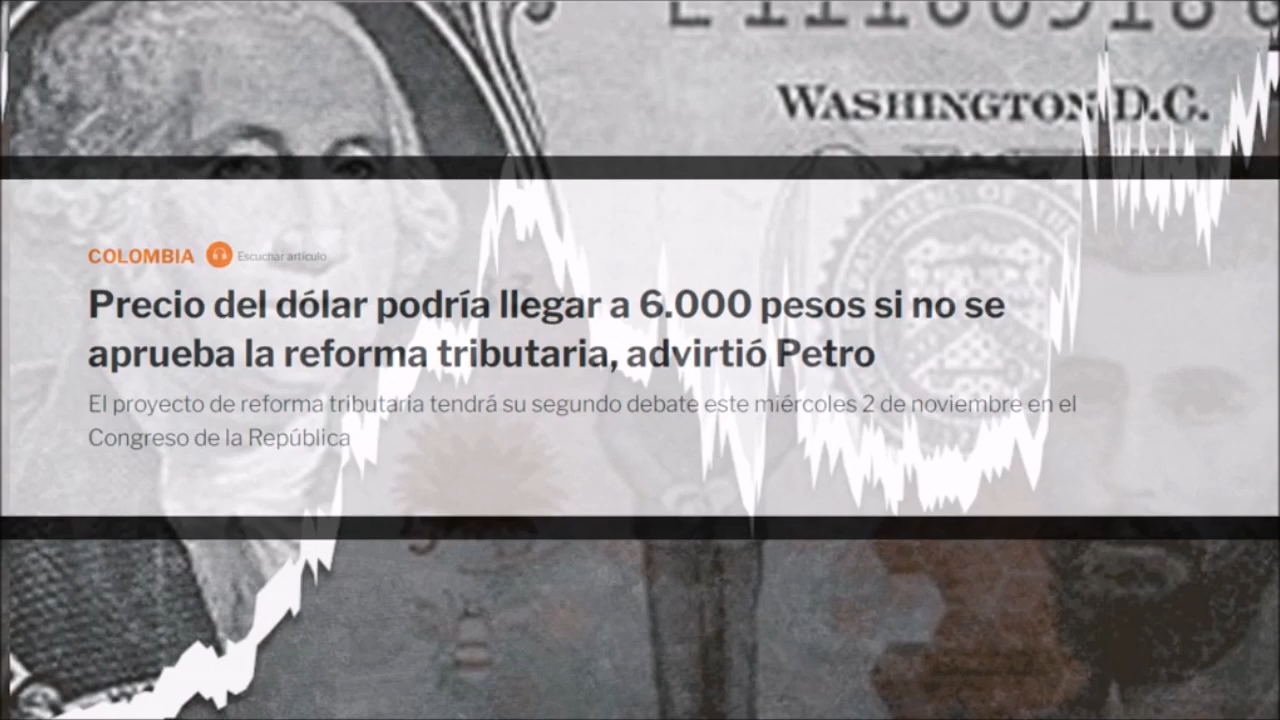 WASHINGTON D.C.
COLOMBIA Escuchar artículo
Precio del dólar podría llegar a 6.000 pesos si no se
aprueba la reforma tributaria, advirtió Petro
El proyecto de reforma tributaria tendrá su segundo debate este miércoles 2 de noviembre en el
Congreso de la República